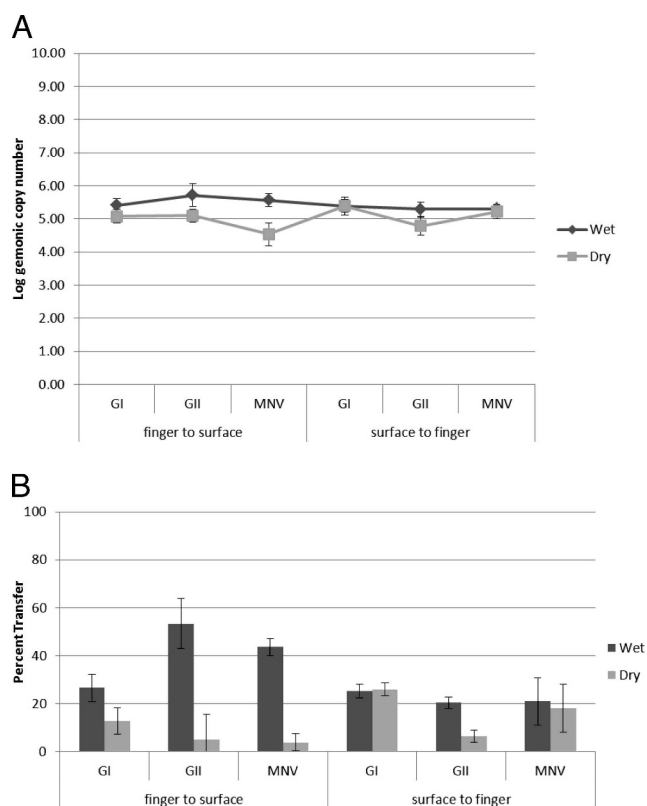 A
10.00
9.00
8.00
7.00
6.00
5.00
4.00
3.00
2.00
1.00
0.00
Log gemonic copy number
GI GII MNV GI GII MNV
finger to surface surface to finger
Wet
Dry
B
100
80
60
40
20
0
Percent Transfer
GI GII MNV GI GII MNV
finger to surface surface to finger
Wet
Dry